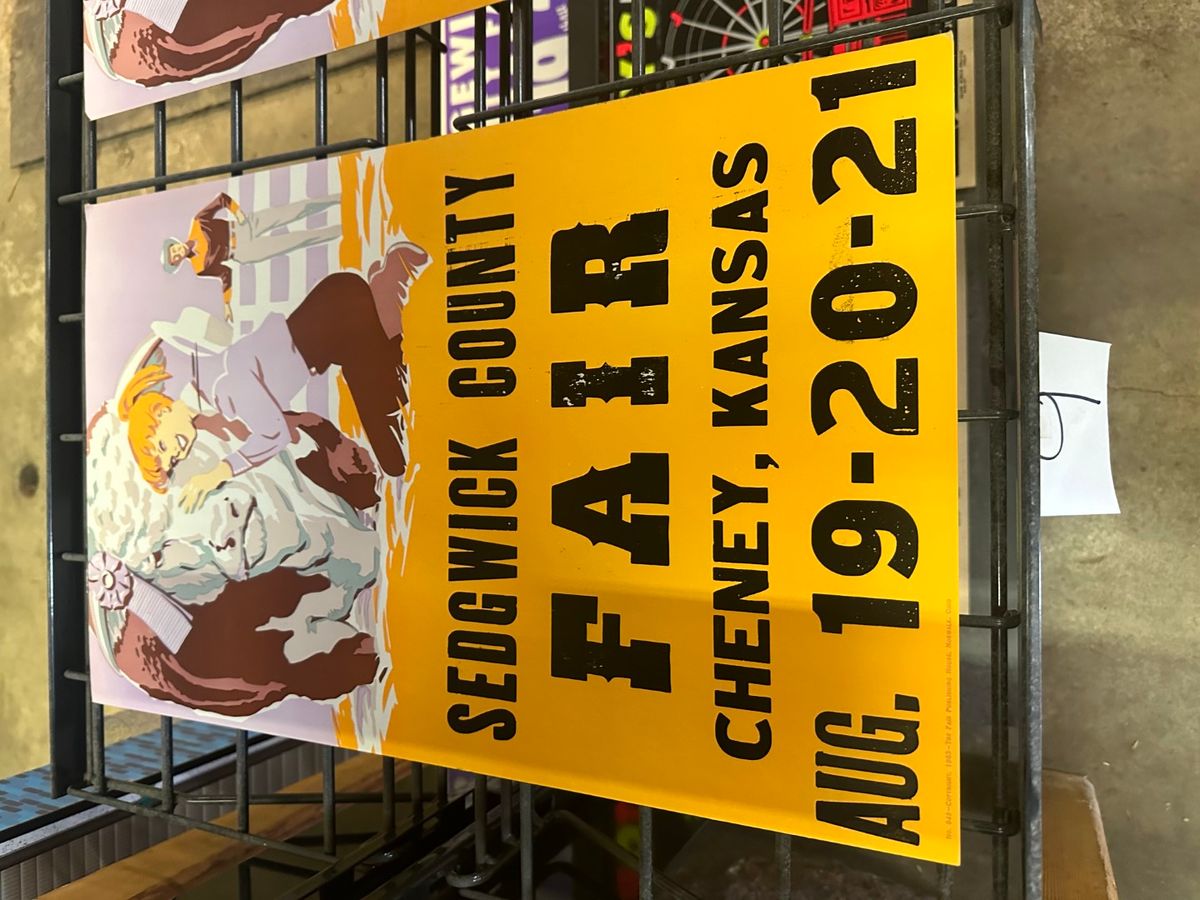 SEDGWICK COUNTY
FAIR
CHENEY, KANSAS
AUG. 19-20-21